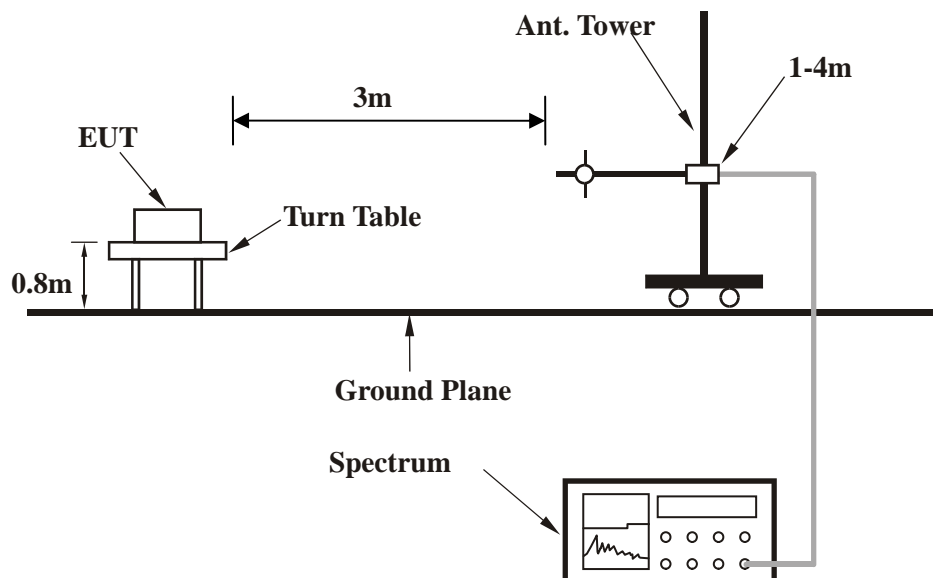 Ant. Tower
1-4m
3m
EUT
Turn Table
0.8m
Ground Plane
Spectrum